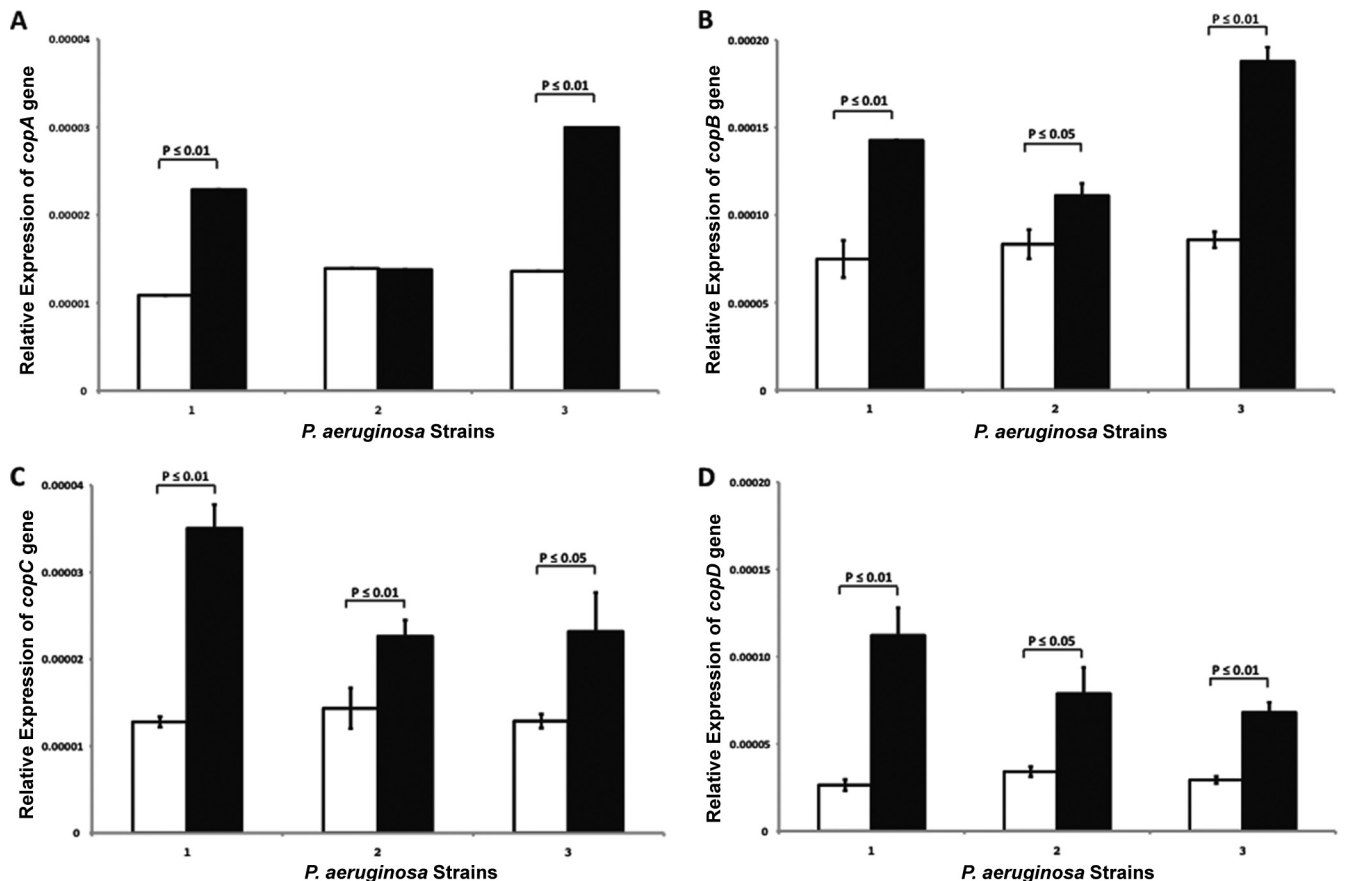 A
Relative Expression of copA gene
0.00004
0.00003
0.00002
0.00001
0
P ≤ 0.01
P ≤ 0.01
1 2 3
P. aeruginosa Strains
B
Relative Expression of copB gene
0.00020
0.00015
0.00010
0.00005
0
P ≤ 0.01
P ≤ 0.05
P ≤ 0.01
1 2 3
P. aeruginosa Strains
C
Relative Expression of copC gene
0.00004
0.00003
0.00002
0.00001
0
P ≤ 0.01
P ≤ 0.01
P ≤ 0.05
1 2 3
P. aeruginosa Strains
D
Relative Expression of copD gene
0.00020
0.00015
0.00010
0.00005
0
P ≤ 0.01
P ≤ 0.05
P ≤ 0.01
1 2 3
P. aeruginosa Strains